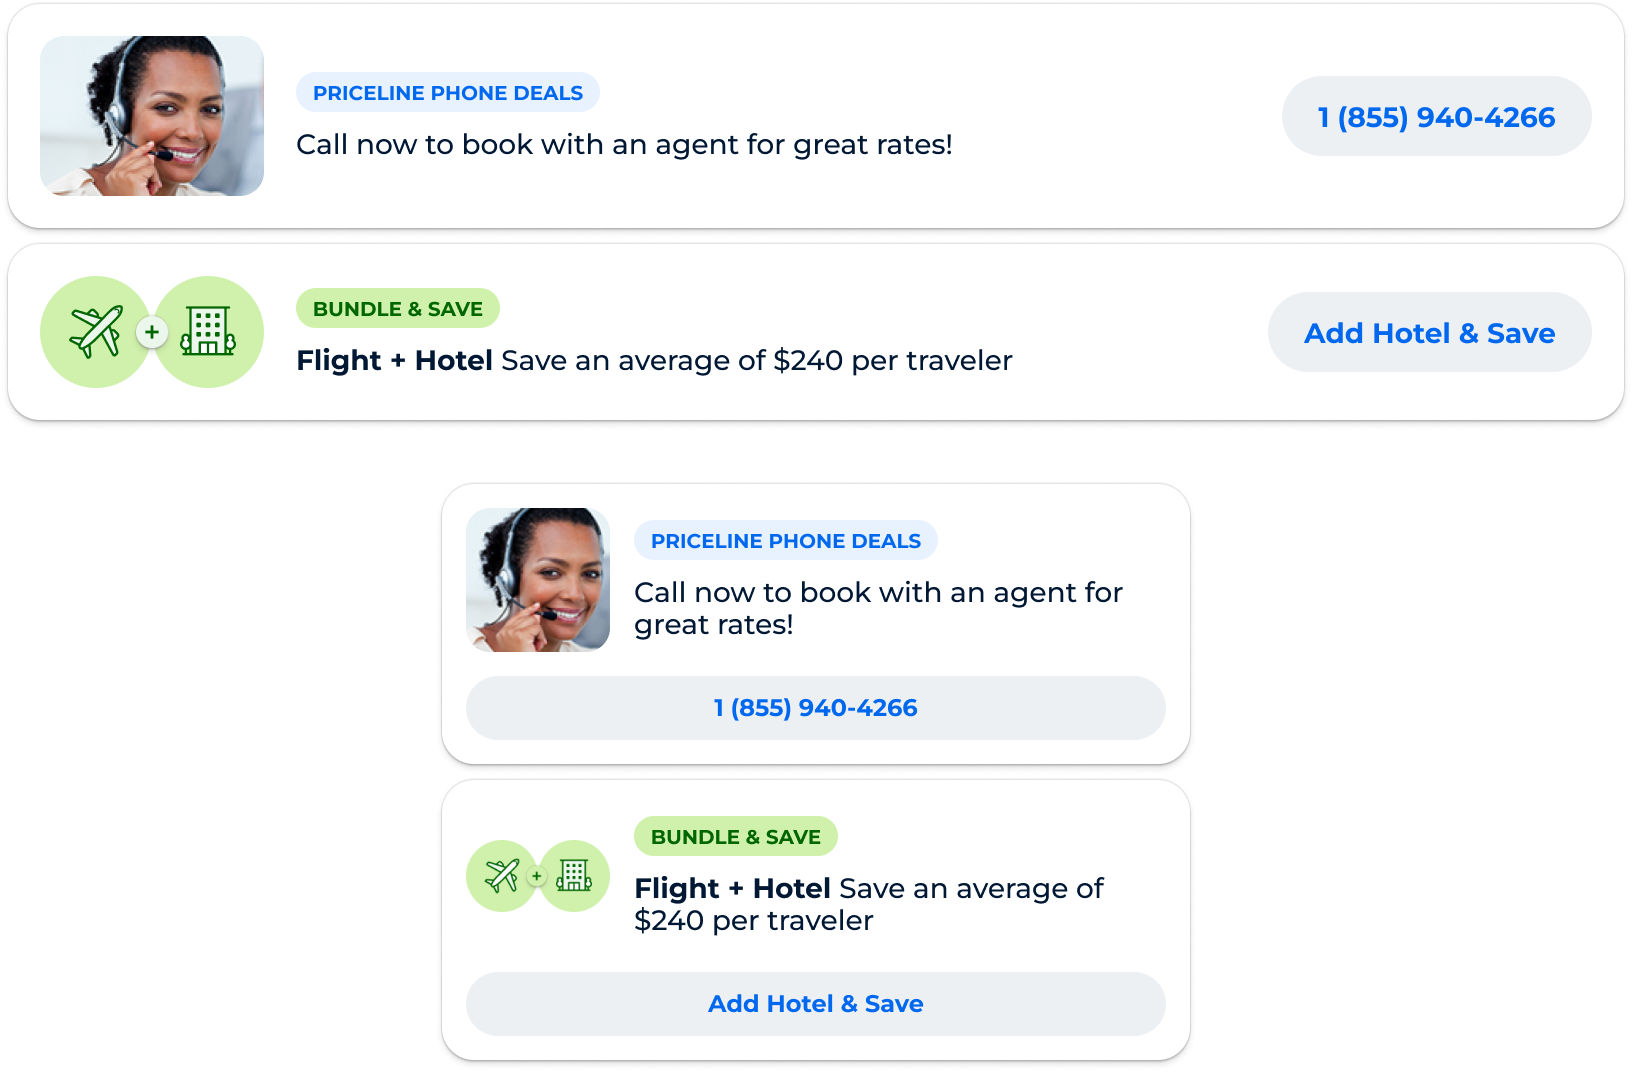 PRICELINE PHONE DEALS
Call now to book with an agent for great rates!
1 (855) 940-4266
BUNDLE & SAVE
Flight + Hotel Save an average of $240 per traveler
Add Hotel & Save
PRICELINE PHONE DEALS
Call now to book with an agent for
great rates!
1 (855) 940-4266
BUNDLE & SAVE
Flight + Hotel Save an average of
$240 per traveler
Add Hotel & Save